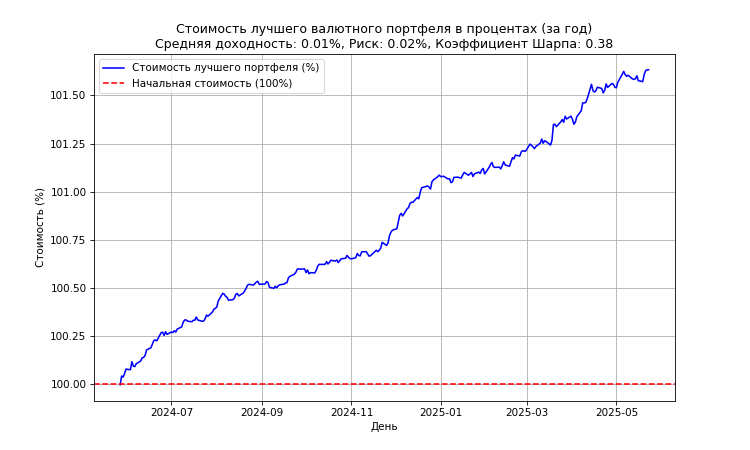 Стоимость лучшего валютного портфеля в процентах (за год)
Средняя доходность: 0.01%, Риск: 0.02%, Коэффициент Шарпа: 0.38
Стоимость лучшего портфеля (%)
Начальная стоимость (100%)
Стоимость (%)
101.50
101.25
101.00
100.75
100.50
100.25
100.00
2024-07
2024-09
2024-11
2025-01
2025-03
2025-05
День